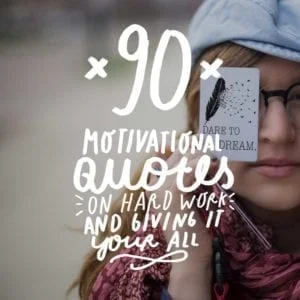 90
MOTIVATIONAL
QUOTES
ON HARD WORK
AND GIVING IT
YOUR ALL
DARE TO
DREAM.